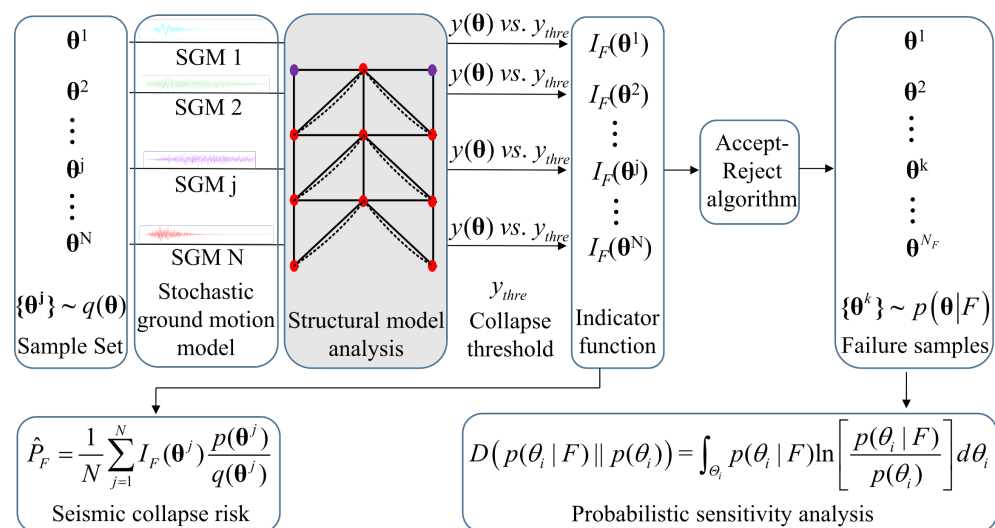 θ¹
θ²
⋮
θʲ
⋮
θᴺ
{θʲ} ~ q(θ)
Sample Set
SGM 1
SGM 2
SGM j
SGM N
Stochastic
ground motion
model
Structural model
analysis
y(θ) vs. y_thre
y(θ) vs. y_thre
y(θ) vs. y_thre
y(θ) vs. y_thre
y_thre
Collapse
threshold
I_F(θ¹)
I_F(θ²)
⋮
I_F(θʲ)
⋮
I_F(θᴺ)
Indicator
function
Accept-
Reject
algorithm
θ¹
θ²
⋮
θᵏ
⋮
θ^{N_F}
{θᵏ} ~ p(θ|F)
Failure samples
P̂_F = 1/N ∑_{j=1}^{N} I_F(θʲ) p(θʲ)/q(θʲ)
Seismic collapse risk
D(p(θ_i | F) || p(θ_i)) = ∫_{Θ_i} p(θ_i | F) ln[p(θ_i | F)/p(θ_i)] dθ_i
Probabilistic sensitivity analysis